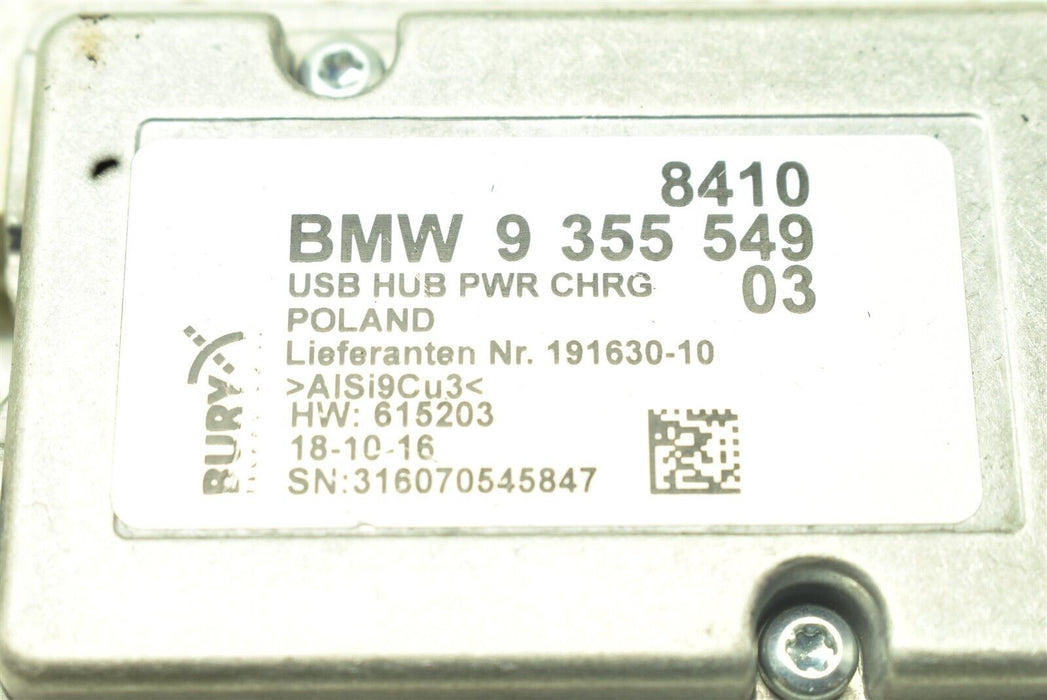 8410
BMW 9 355 549
USB HUB PWR CHRG 03
POLAND
Lieferanten Nr. 191630-10
>AlSi9Cu3<
HW: 615203
18-10-16
SN:316070545847
BURY